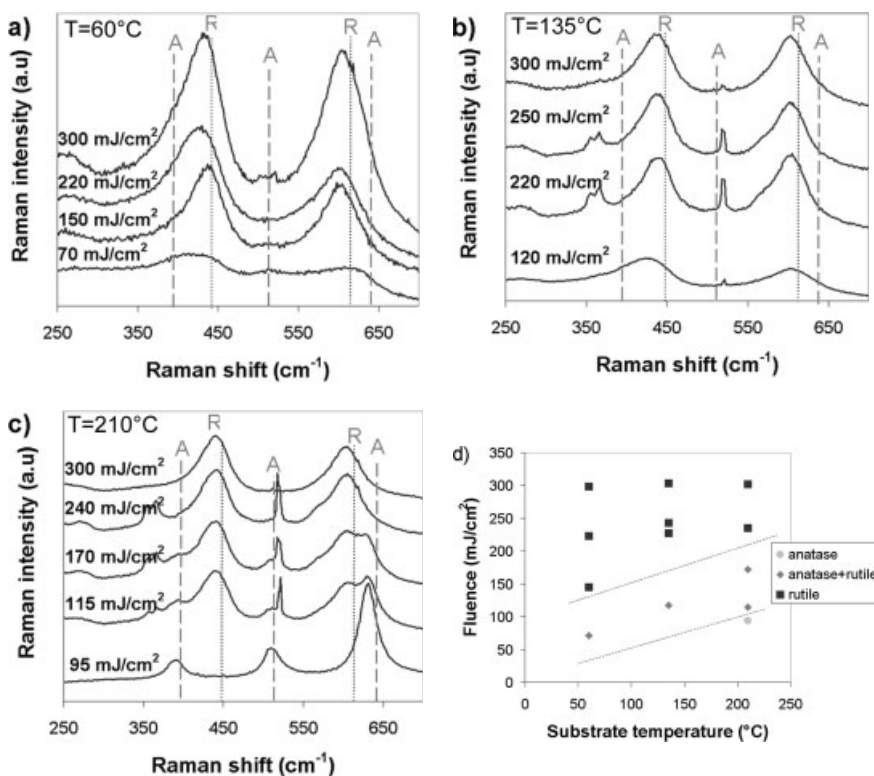 a) T=60°C
A R A R A
300 mJ/cm²
220 mJ/cm²
150 mJ/cm²
70 mJ/cm²
Raman intensity (a.u)
250 350 450 550 650
Raman shift (cm⁻¹)
b) T=135°C
A R A R A
300 mJ/cm²
250 mJ/cm²
220 mJ/cm²
120 mJ/cm²
Raman intensity (a.u)
250 450 650
Raman shift (cm⁻¹)
c) T=210°C
A R A R A
300 mJ/cm²
240 mJ/cm²
170 mJ/cm²
115 mJ/cm²
95 mJ/cm²
Raman intensity (a.u)
250 350 450 550 650
Raman shift (cm⁻¹)
d)
Fluence (mJ/cm²)
350
300
250
200
150
100
50
0
0 50 100 150 200 250
Substrate temperature (°C)
anatase
anatase+rutile
rutile